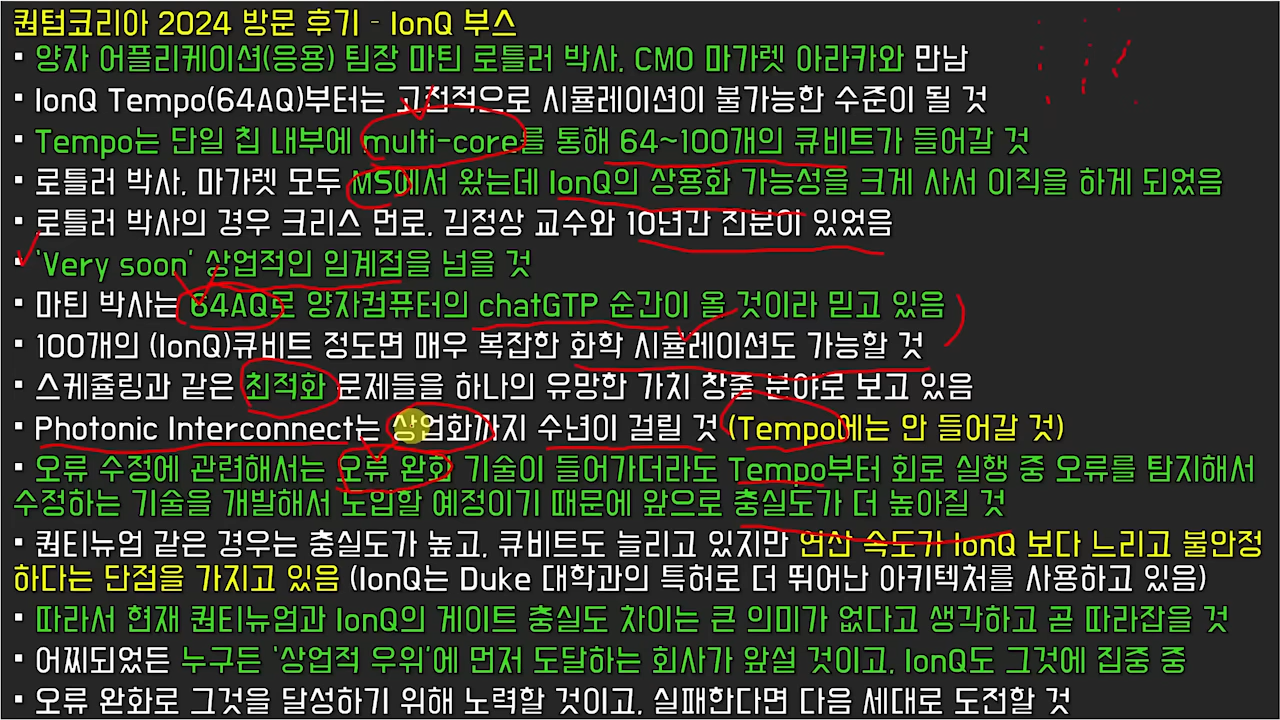 퀀텀코리아 2024 방문 후기 - IonQ 부스
▪ 양자 어플리케이션(응용) 팀장 마틴 로틀러 박사, CMO 마가렛 아라카와 만남
▪ IonQ Tempo(64AQ)부터는 고전적으로 시뮬레이션이 불가능한 수준이 될 것
▪ Tempo는 단일 칩 내부에 multi-core를 통해 64~100개의 큐비트가 들어갈 것
▪ 로틀러 박사, 마가렛 모두 MS에서 왔는데 IonQ의 상용화 가능성을 크게 사서 이직을 하게 되었음
▪ 로틀러 박사의 경우 크리스 먼로, 김정상 교수와 10년간 친분이 있었음
▪ 'Very soon' 상업적인 임계점을 넘을 것
▪ 마틴 박사는 64AQ로 양자컴퓨터의 chatGTP 순간이 올 것이라 믿고 있음
▪ 100개의 (IonQ)큐비트 정도면 매우 복잡한 화학 시뮬레이션도 가능할 것
▪ 스케쥴링과 같은 최적화 문제들을 하나의 유망한 가치 창출 분야로 보고 있음
▪ Photonic Interconnect는 상업화까지 수년이 걸릴 것 (Tempo에는 안 들어갈 것)
▪ 오류 수정에 관련해서는 오류 완화 기술이 들어가더라도 Tempo부터 회로 실행 중 오류를 탐지해서
수정하는 기술을 개발해서 도입할 예정이기 때문에 앞으로 충실도가 더 높아질 것
▪ 퀀티뉴엄 같은 경우는 충실도가 높고, 큐비트도 늘리고 있지만 연산 속도가 IonQ 보다 느리고 불안정
하다는 단점을 가지고 있음 (IonQ는 Duke 대학과의 특허로 더 뛰어난 아키텍처를 사용하고 있음)
▪ 따라서 현재 퀀티뉴엄과 IonQ의 게이트 충실도 차이는 큰 의미가 없다고 생각하고 곧 따라잡을 것
▪ 어찌되었든 누구든 '상업적 우위'에 먼저 도달하는 회사가 앞설 것이고, IonQ도 그것에 집중 중
▪ 오류 완화로 그것을 달성하기 위해 노력할 것이고, 실패한다면 다음 세대로 도전할 것